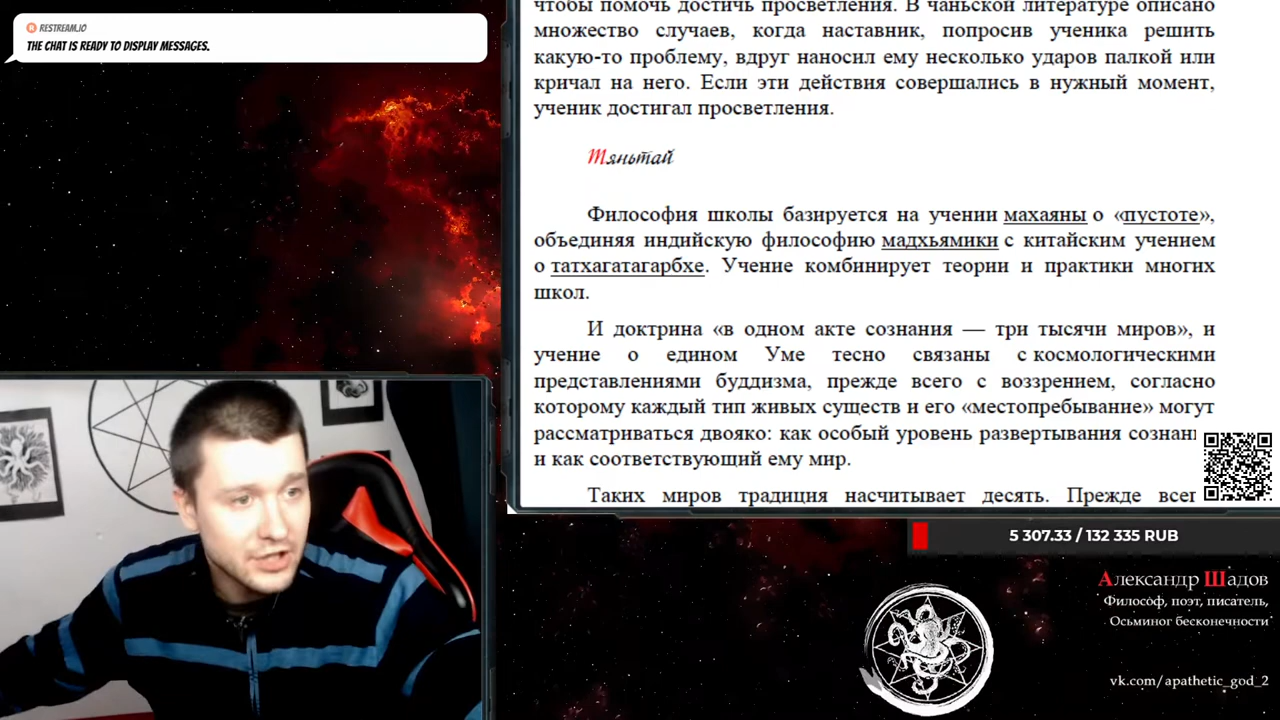 RESTREAM.IO
THE CHAT IS READY TO DISPLAY MESSAGES.
чтобы помочь достичь просветления. В чаньской литературе описано
множество случаев, когда наставник, попросив ученика решить
какую-то проблему, вдруг наносил ему несколько ударов палкой или
кричал на него. Если эти действия совершались в нужный момент,
ученик достигал просветления.
Тяньтай
Философия школы базируется на учении махаяны о «пустоте»,
объединяя индийскую философию мадхьямики с китайским учением
о татхагатагарбхе. Учение комбинирует теории и практики многих
школ.
И доктрина «в одном акте сознания — три тысячи миров», и
учение о едином Уме тесно связаны с космологическими
представлениями буддизма, прежде всего с воззрением, согласно
которому каждый тип живых существ и его «местопребывание» могут
рассматриваться двояко: как особый уровень развертывания сознани
и как соответствующий ему мир.
Таких миров традиция насчитывает десять. Прежде всег
5 307.33 / 132 335 RUB
Александр Шадов
Философ, поэт, писатель,
Осьминог бесконечности
vk.com/apathetic_god_2